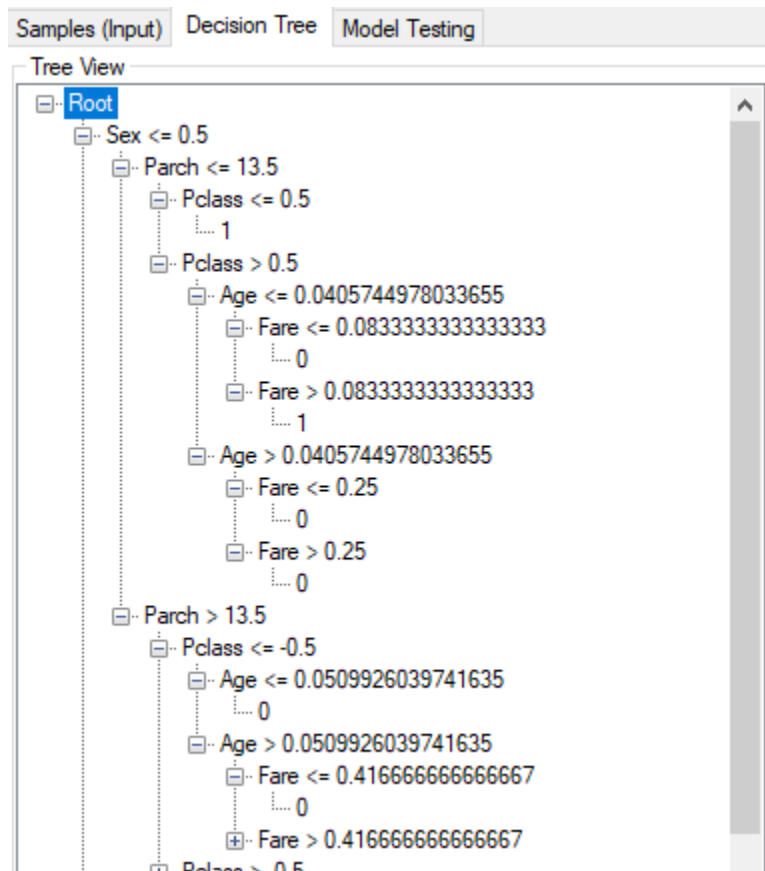 Samples (Input) Decision Tree Model Testing
Tree View
Root
Sex <= 0.5
Parch <= 13.5
Pclass <= 0.5
1
Pclass > 0.5
Age <= 0.0405744978033655
Fare <= 0.0833333333333333
0
Fare > 0.0833333333333333
1
Age > 0.0405744978033655
Fare <= 0.25
0
Fare > 0.25
0
Parch > 13.5
Pclass <= -0.5
Age <= 0.0509926039741635
0
Age > 0.0509926039741635
Fare <= 0.416666666666667
0
Fare > 0.416666666666667
Pclass > -0.5